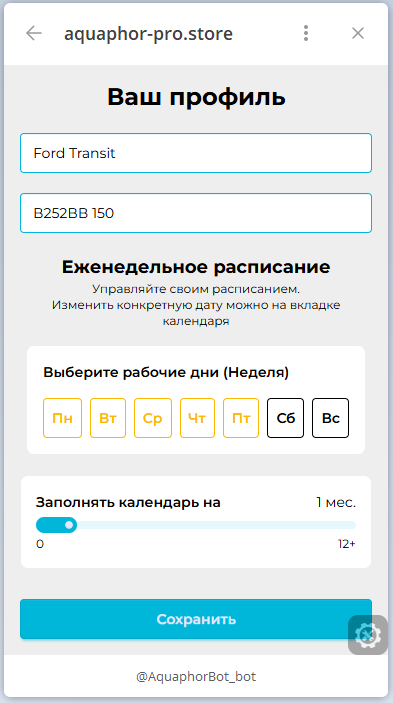 aquaphor-pro.store
Ваш профиль
Ford Transit
B252BB 150
Еженедельное расписание
Управляйте своим расписанием.
Изменить конкретную дату можно на вкладке
календаря
Выберите рабочие дни (Неделя)
Пн Вт Ср Чт Пт Сб Вс
Заполнять календарь на 1 мес.
0 12+
Сохранить
@AquaphorBot_bot